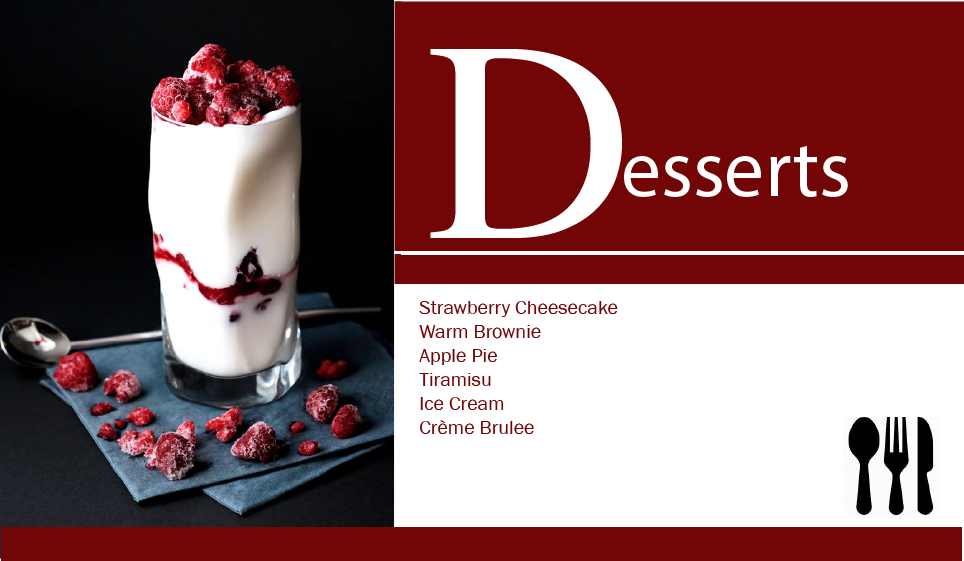 Desserts
Strawberry Cheesecake
Warm Brownie
Apple Pie
Tiramisu
Ice Cream
Crème Brulee